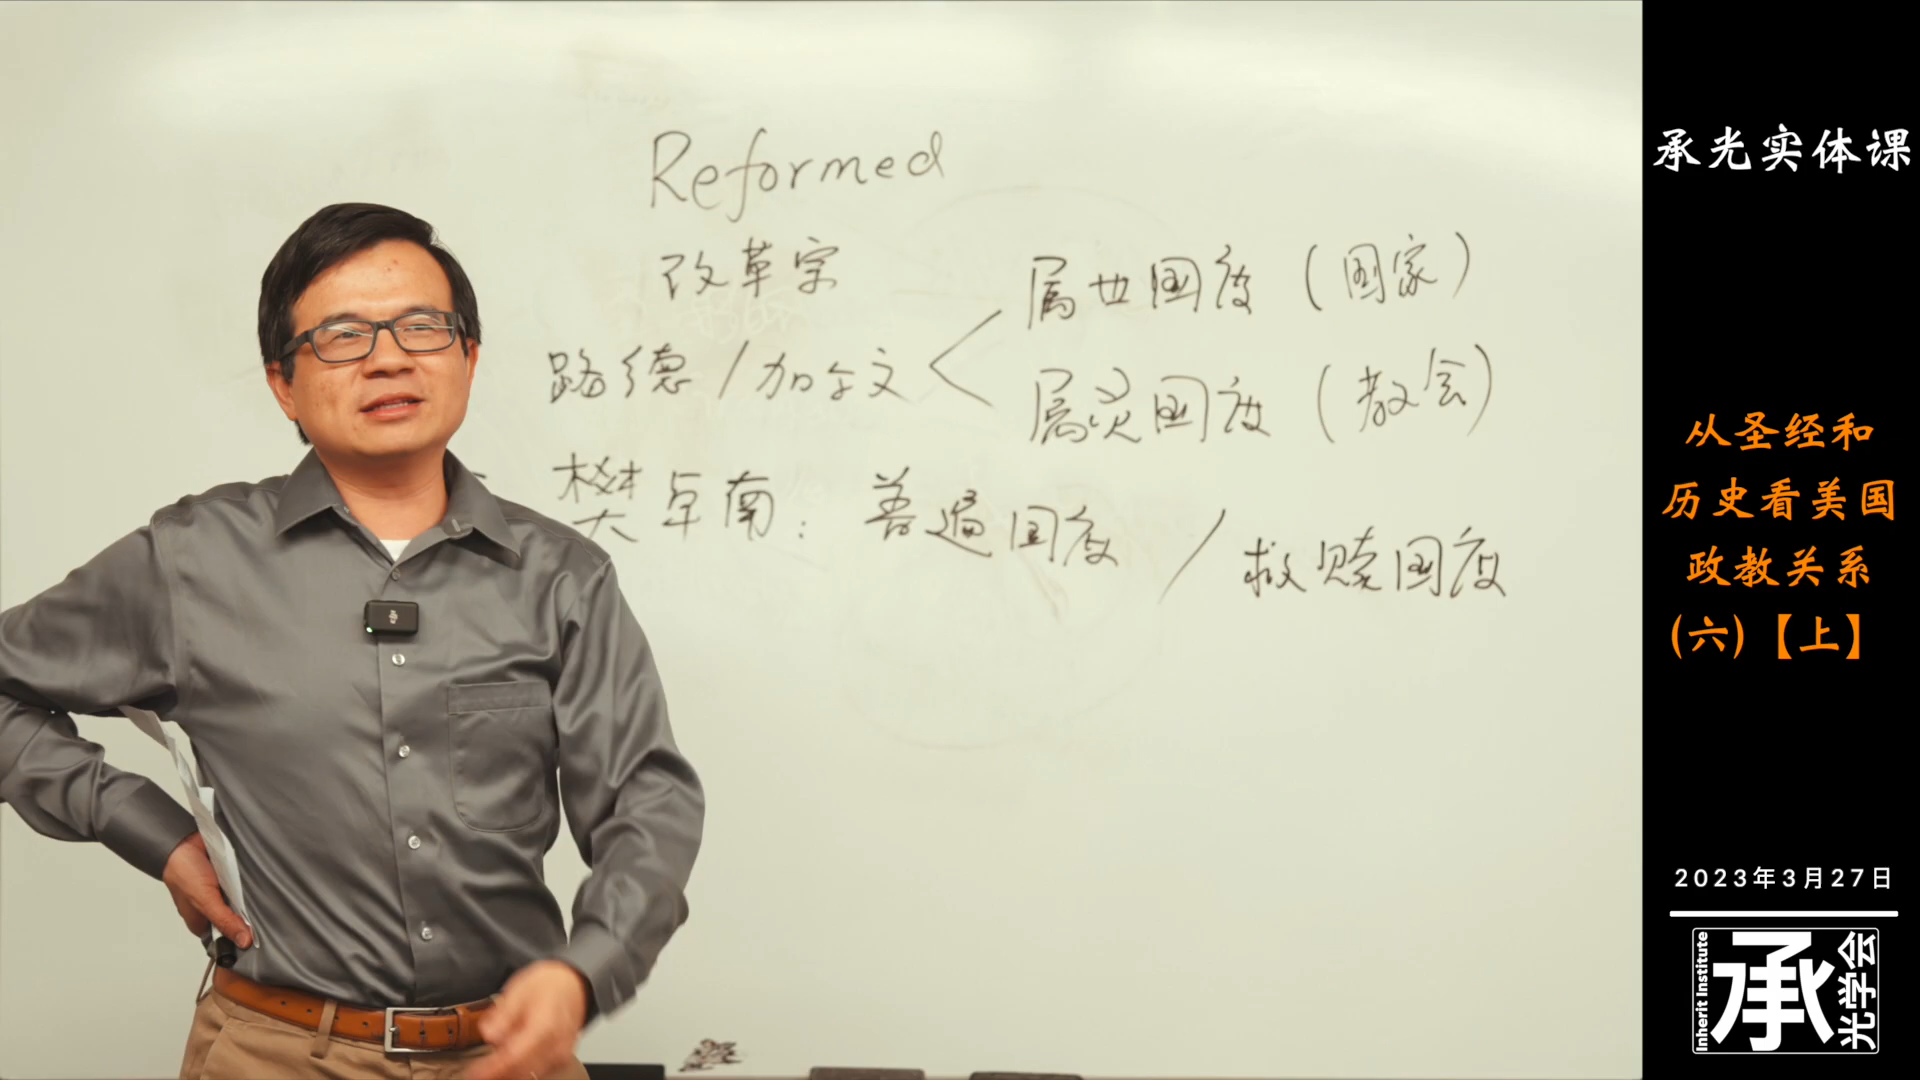 Reformed
改革宗
路德/加尔文
属世国度(国家)
属灵国度(教会)
樊卓南:普遍国度/救赎国度
承光实体课
从圣经和
历史看美国
政教关系
(六)【上】
2023年3月27日
Inherit Institute
承
光学会